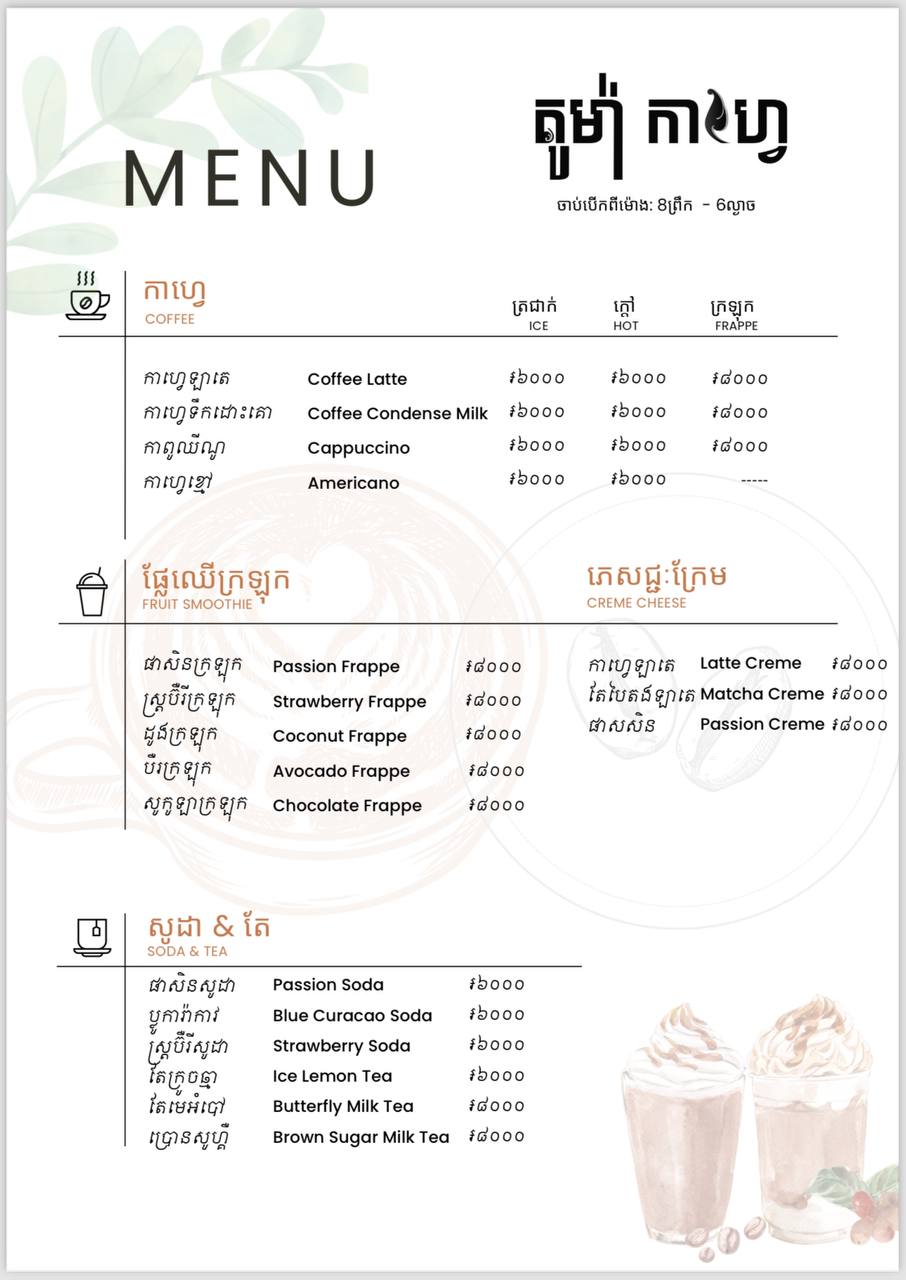 MENU
តូម៉ា កាហ្វេ
ចាប់បើកពីម៉ោង: 8ព្រឹក - 6ល្ងាច
កាហ្វេ
COFFEE
ត្រជាក់ ក្ដៅ ក្រឡុក
ICE HOT FRAPPE
កាហ្វេឡាតេ Coffee Latte ៛៦០០០ ៛៦០០០ ៛៨០០០
កាហ្វេទឹកដោះគោ Coffee Condense Milk ៛៦០០០ ៛៦០០០ ៛៨០០០
កាពូឈីណូ Cappuccino ៛៦០០០ ៛៦០០០ ៛៨០០០
កាហ្វេខ្មៅ Americano ៛៦០០០ ៛៦០០០ -----
ផ្លែឈើក្រឡុក
FRUIT SMOOTHIE
ផាសិនក្រឡុក Passion Frappe ៛៨០០០
ស្ត្រប៊ឺរីក្រឡុក Strawberry Frappe ៛៨០០០
ដូងក្រឡុក Coconut Frappe ៛៨០០០
បឺរក្រឡុក Avocado Frappe ៛៨០០០
សូកូឡាក្រឡុក Chocolate Frappe ៛៨០០០
ភេសជ្ជៈក្រែម
CREME CHEESE
កាហ្វេឡាតេ Latte Creme ៛៨០០០
តែបៃតងឡាតេ Matcha Creme ៛៨០០០
ផាសសិន Passion Creme ៛៨០០០
សូដា & តែ
SODA & TEA
ផាសិនសូដា Passion Soda ៛៦០០០
ប្លូការ៉ាកាវ Blue Curacao Soda ៛៦០០០
ស្ត្រប៊ឺរីសូដា Strawberry Soda ៛៦០០០
តែក្រូចឆ្មា Ice Lemon Tea ៛៦០០០
តែមេអំបៅ Butterfly Milk Tea ៛៨០០០
ប្រោនសូហ្គឺ Brown Sugar Milk Tea ៛៨០០០